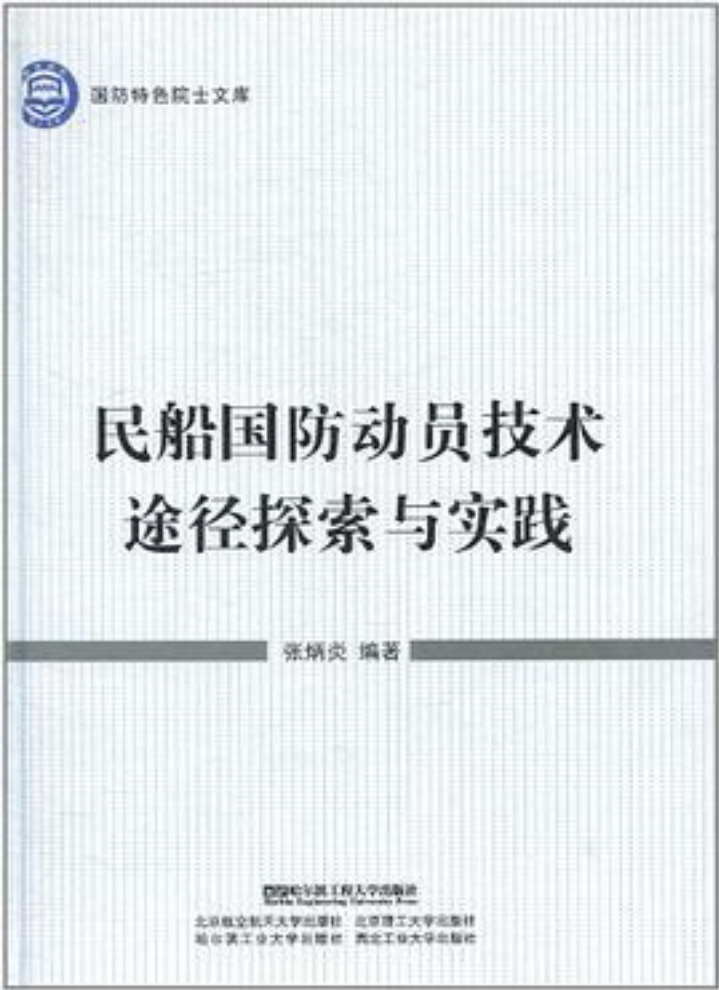 国防特色院士文库
民船国防动员技术
途径探索与实践
张炳炎 编著
哈尔滨工程大学出版社
Harbin Engineering University Press
北京航空航天大学出版社 北京理工大学出版社
哈尔滨工业大学出版社 西北工业大学出版社